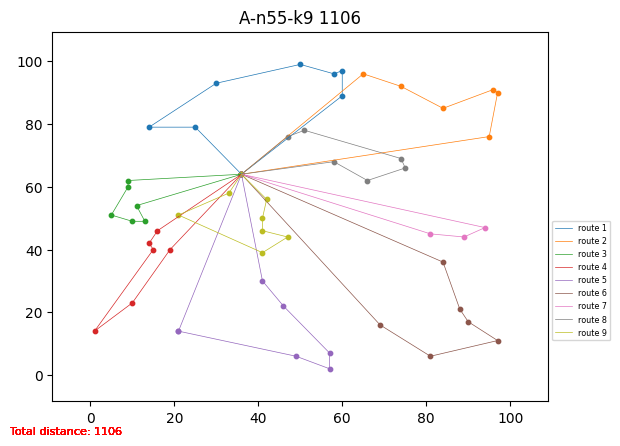 A-n55-k9 1106
100
80
60
40
20
0
0 20 40 60 80 100
route 1
route 2
route 3
route 4
route 5
route 6
route 7
route 8
route 9
Total distance: 1106